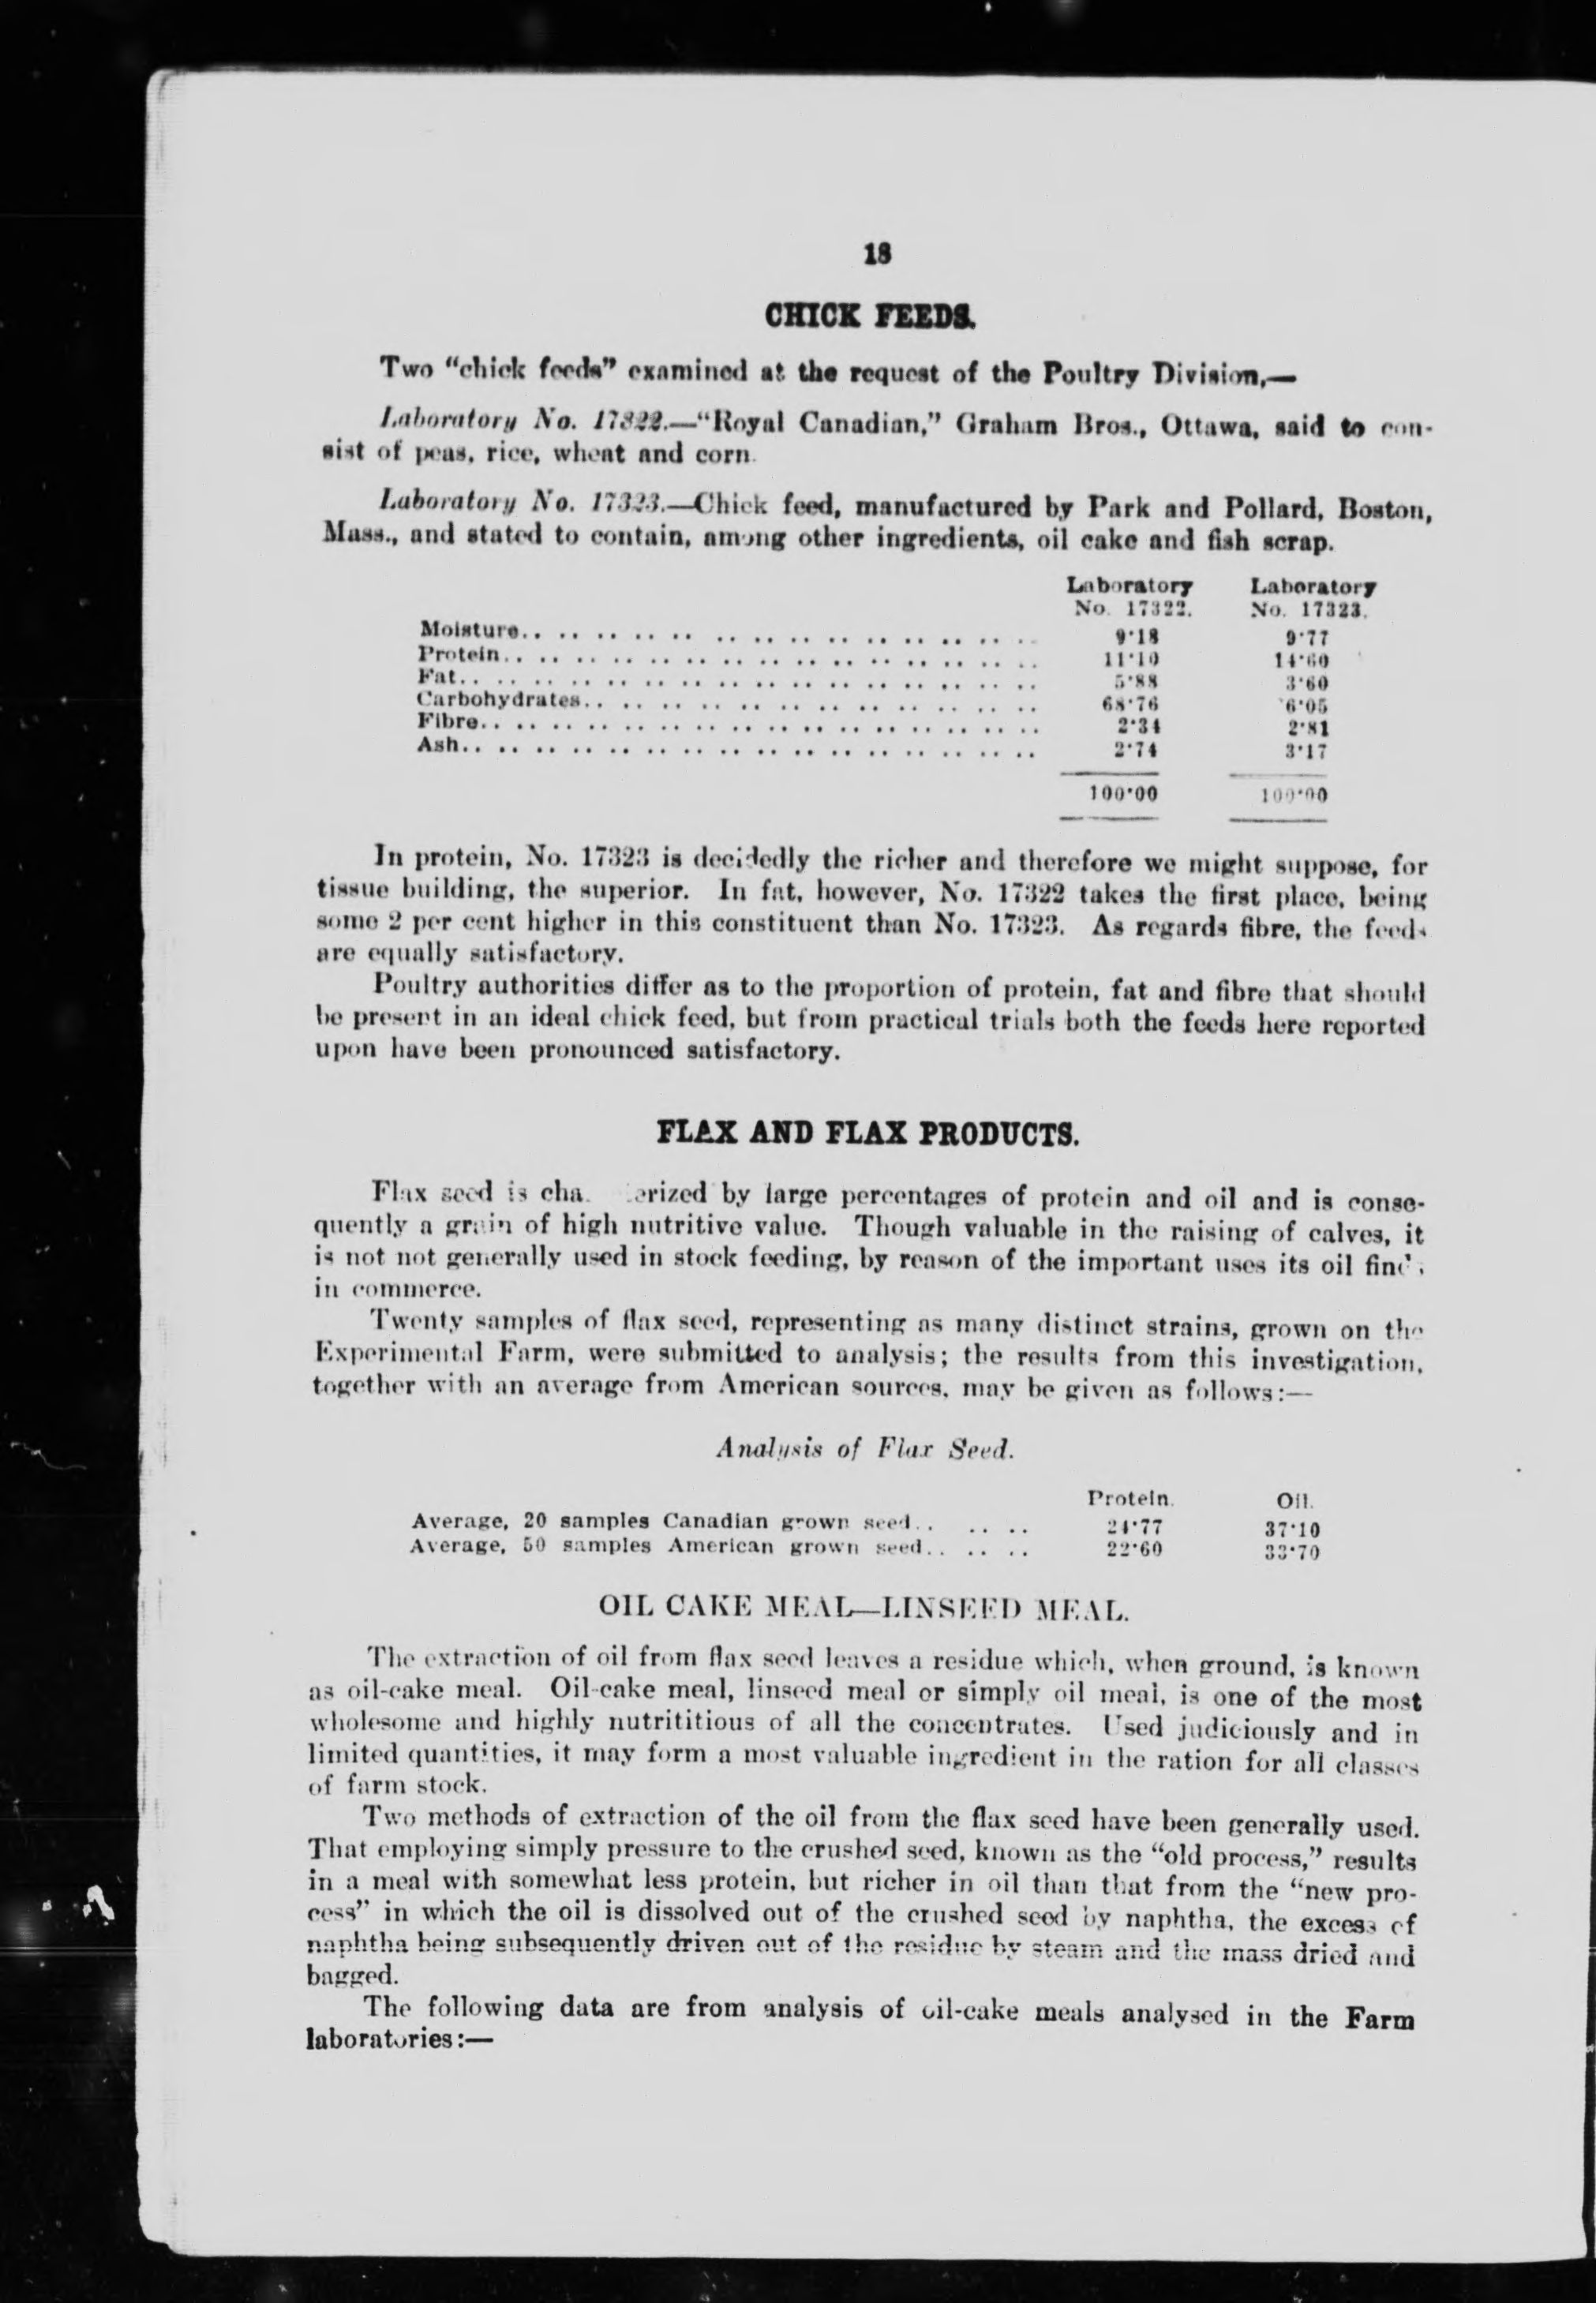 18
CHICK FEEDS.
Two "chick feeds" examined at the request of the Poultry Division,—
Laboratory No. 17322.—"Royal Canadian," Graham Bros., Ottawa, said to con-
sist of peas, rice, wheat and corn.
Laboratory No. 17323.—Chick feed, manufactured by Park and Pollard, Boston,
Mass., and stated to contain, among other ingredients, oil cake and fish scrap.
Laboratory No. 17322. Laboratory No. 17323.
Moisture 9·18 9·77
Protein 11·10 14·60
Fat 5·88 3·60
Carbohydrates 68·76 6·05
Fibre 2·34 2·81
Ash 2·74 3·17
100·00 100·00
In protein, No. 17323 is decidedly the richer and therefore we might suppose, for
tissue building, the superior. In fat, however, No. 17322 takes the first place, being
some 2 per cent higher in this constituent than No. 17323. As regards fibre, the feeds
are equally satisfactory.
Poultry authorities differ as to the proportion of protein, fat and fibre that should
be present in an ideal chick feed, but from practical trials both the feeds here reported
upon have been pronounced satisfactory.
FLAX AND FLAX PRODUCTS.
Flax seed is cha erized by large percentages of protein and oil and is conse-
quently a grain of high nutritive value. Though valuable in the raising of calves, it
is not not generally used in stock feeding, by reason of the important uses its oil finds
in commerce.
Twenty samples of flax seed, representing as many distinct strains, grown on the
Experimental Farm, were submitted to analysis; the results from this investigation,
together with an average from American sources, may be given as follows:—
Analysis of Flax Seed.
Protein. Oil.
Average, 20 samples Canadian grown seed.. .. .. 24·77 37·10
Average, 50 samples American grown seed.. .. .. 22·60 33·70
OIL CAKE MEAL—LINSEED MEAL.
The extraction of oil from flax seed leaves a residue which, when ground, is known
as oil-cake meal. Oil-cake meal, linseed meal or simply oil meal, is one of the most
wholesome and highly nutrititious of all the concentrates. Used judiciously and in
limited quantities, it may form a most valuable ingredient in the ration for all classes
of farm stock.
Two methods of extraction of the oil from the flax seed have been generally used.
That employing simply pressure to the crushed seed, known as the "old process," results
in a meal with somewhat less protein, but richer in oil than that from the "new pro-
cess" in which the oil is dissolved out of the crushed seed by naphtha, the excess of
naphtha being subsequently driven out of the residue by steam and the mass dried and
bagged.
The following data are from analysis of oil-cake meals analysed in the Farm
laboratories:—